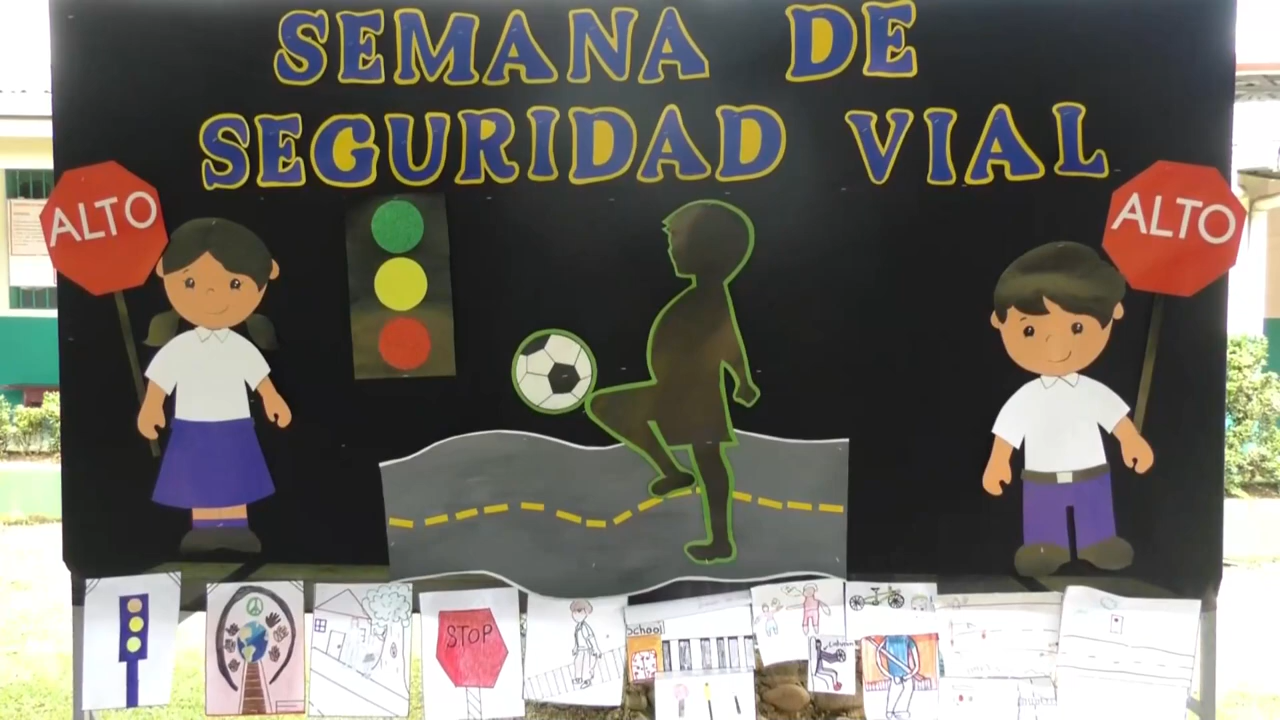 SEMANA DE
SEGURIDAD VIAL
ALTO
ALTO
STOP
School